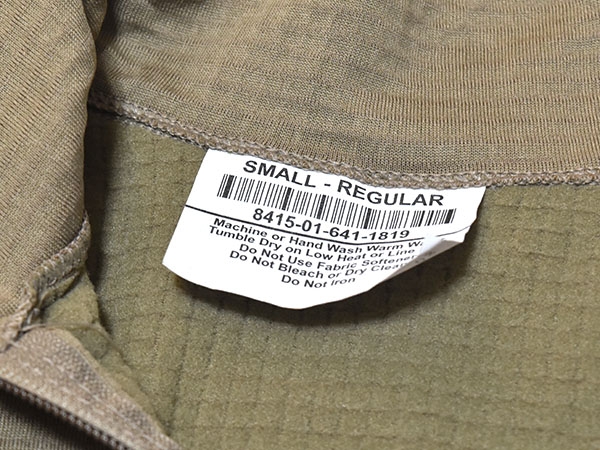 SMALL - REGULAR
8415-01-641-1819
Machine or Hand Wash Warm W.
Tumble Dry on Low Heat or Line
Do Not Use Fabric Softener
Do Not Bleach or Dry Clean
Do Not Iron